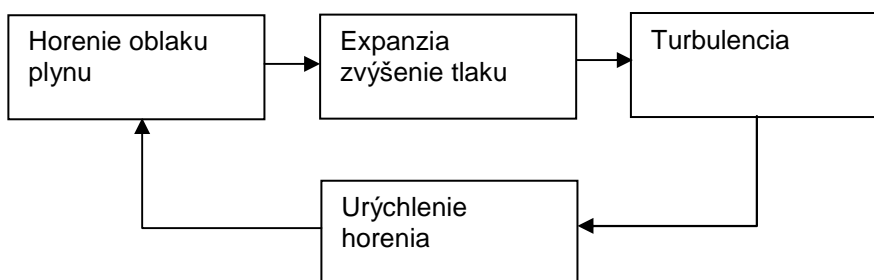 Horenie oblaku
plynu
Expanzia
zvýšenie tlaku
Turbulencia
Urýchlenie
horenia